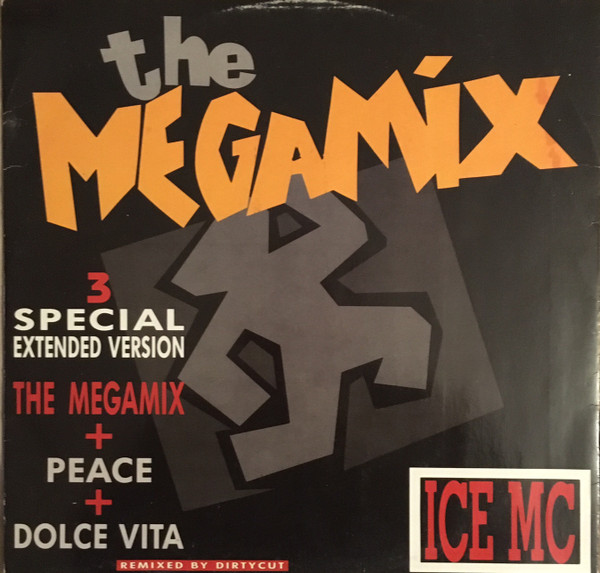 the
MEGAMIX
3
SPECIAL
EXTENDED VERSION
THE MEGAMIX
+
PEACE
+
DOLCE VITA
REMIXED BY DIRTYCUT
ICE MC